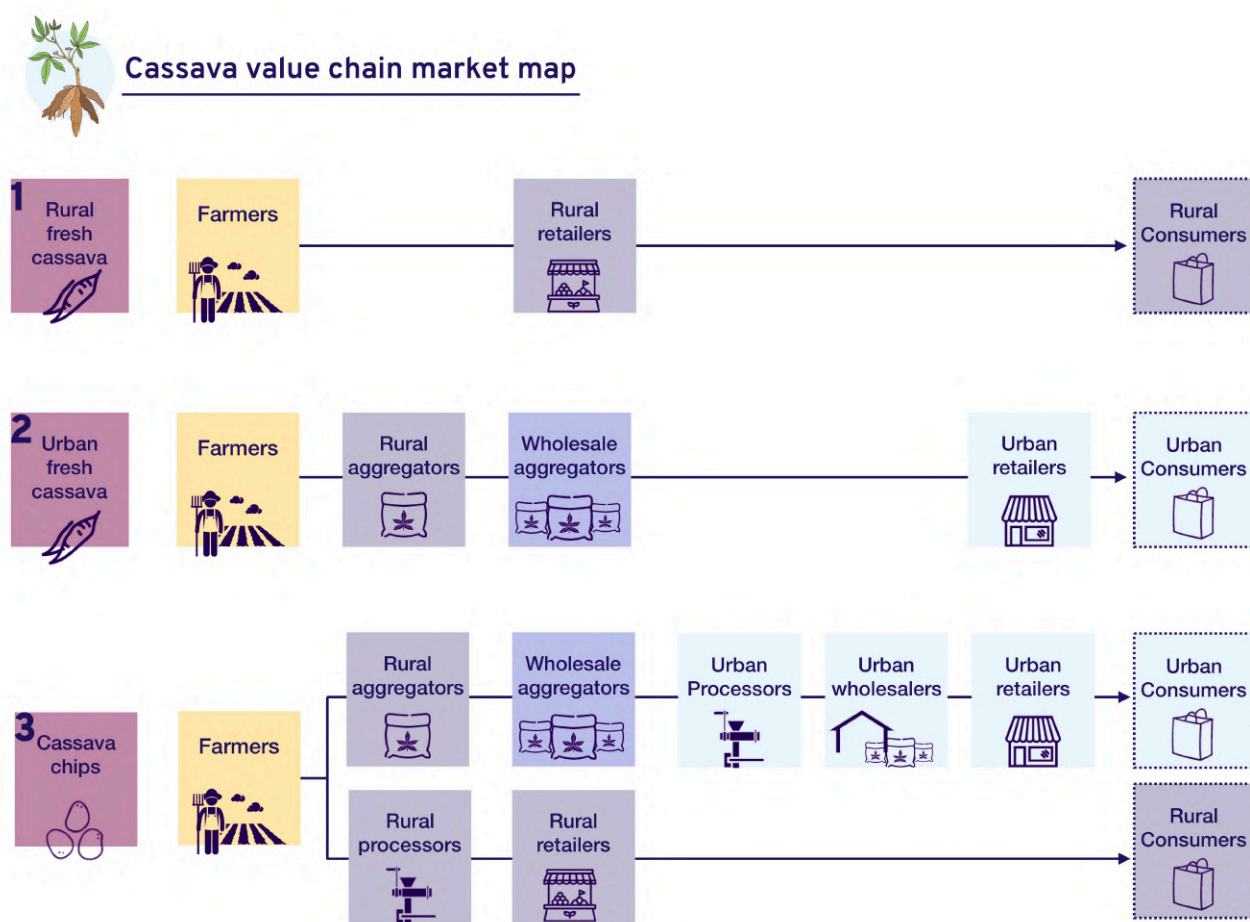 Cassava value chain market map
1
Rural
fresh
cassava
Farmers
Rural
retailers
Rural
Consumers
2
Urban
fresh
cassava
Farmers
Rural
aggregators
Wholesale
aggregators
Urban
retailers
Urban
Consumers
3
Cassava
chips
Farmers
Rural
aggregators
Wholesale
aggregators
Urban
Processors
Urban
wholesalers
Urban
retailers
Urban
Consumers
Rural
processors
Rural
retailers
Rural
Consumers